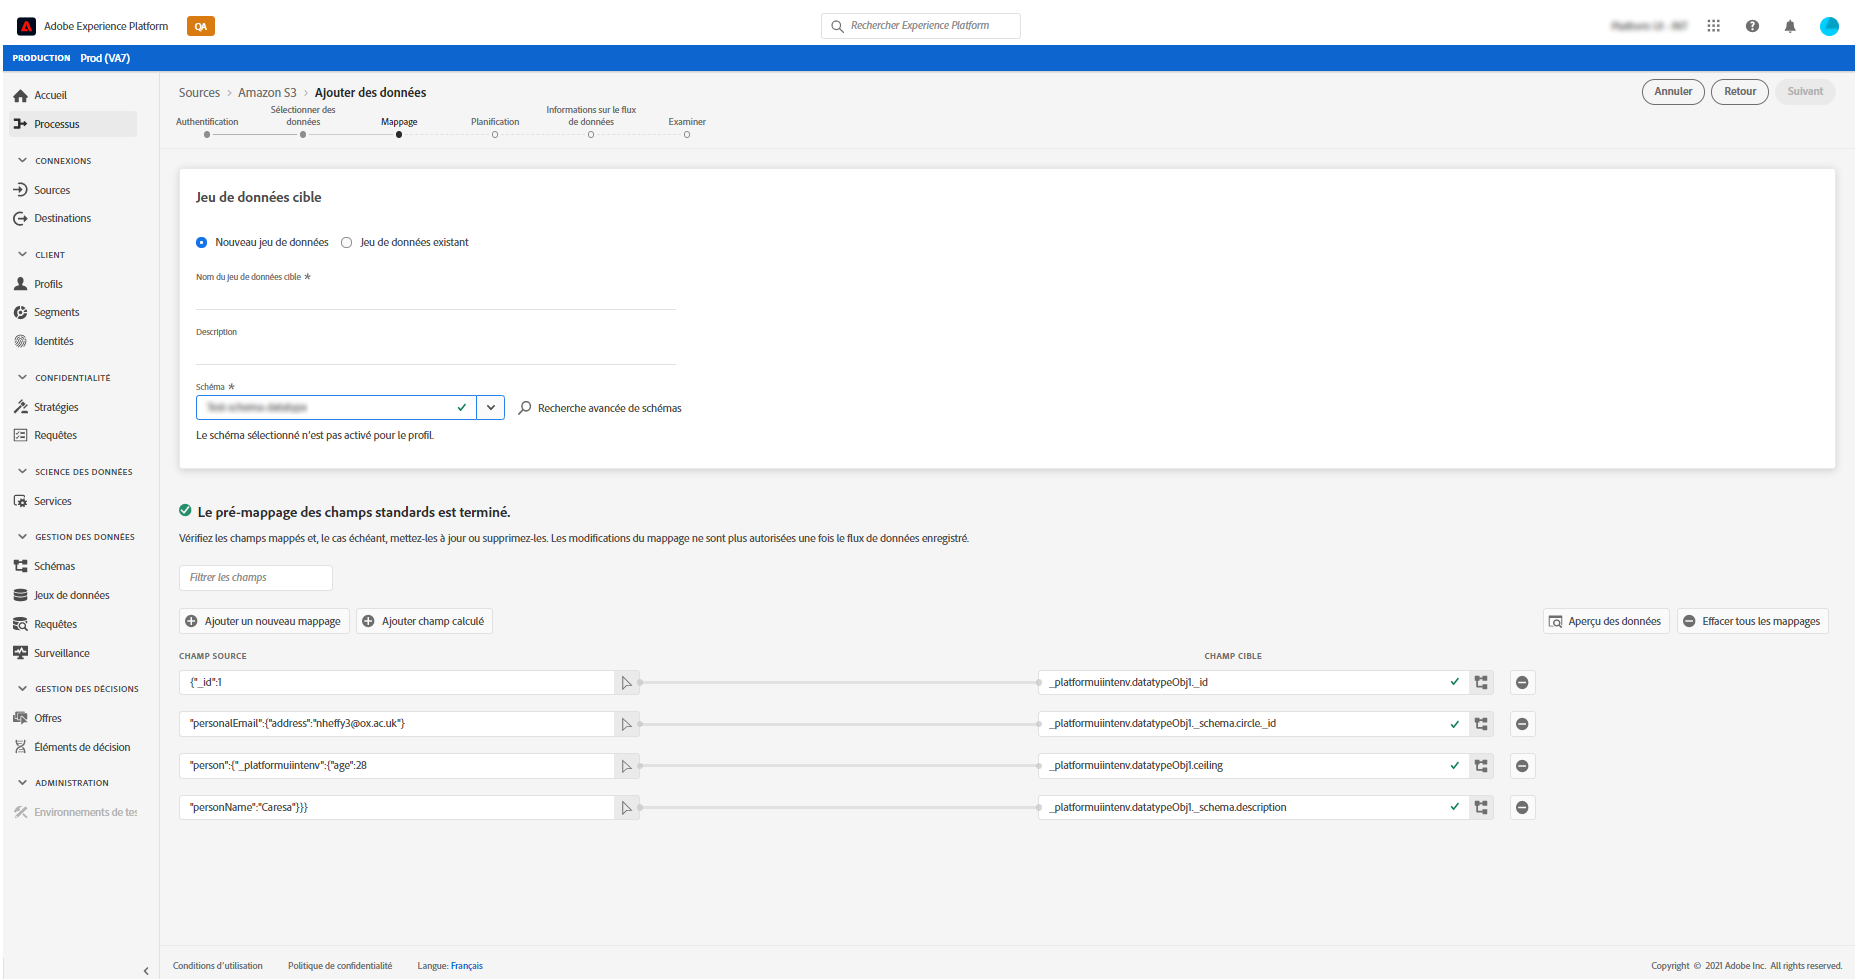 Adobe Experience Platform
QA
Rechercher Experience Platform
PRODUCTION Prod (VA7)
Accueil
Processus
CONNEXIONS
Sources
Destinations
CLIENT
Profils
Segments
Identités
CONFIDENTIALITÉ
Stratégies
Requêtes
SCIENCE DES DONNÉES
Services
GESTION DES DONNÉES
Schémas
Jeux de données
Requêtes
Surveillance
GESTION DES DÉCISIONS
Offres
Éléments de décision
ADMINISTRATION
Environnements de tes
Sources > Amazon S3 > Ajouter des données
Annuler
Retour
Suivant
Authentification
Sélectionner des
données
Mappage
Planification
Informations sur le flux
de données
Examiner
Jeu de données cible
Nouveau jeu de données
Jeu de données existant
Nom du jeu de données cible *
Description
Schéma *
Recherche avancée de schémas
Le schéma sélectionné n'est pas activé pour le profil.
Le pré-mappage des champs standards est terminé.
Vérifiez les champs mappés et, le cas échéant, mettez-les à jour ou supprimez-les. Les modifications du mappage ne sont plus autorisées une fois le flux de données enregistré.
Filtrer les champs
Ajouter un nouveau mappage
Ajouter champ calculé
Aperçu des données
Effacer tous les mappages
CHAMP SOURCE
CHAMP CIBLE
{"_id":1
_platformuiintenv.datatypeObj1._id
"personalEmail":{"address":"nheffy3@ox.ac.uk"}
_platformuiintenv.datatypeObj1._schema.circle._id
"person":{"_platformuiintenv":{"age":28
_platformuiintenv.datatypeObj1.ceiling
"personName":"Caresa"}}}
_platformuiintenv.datatypeObj1._schema.description
Conditions d'utilisation
Politique de confidentialité
Langue: Français
Copyright © 2021 Adobe Inc. All rights reserved.